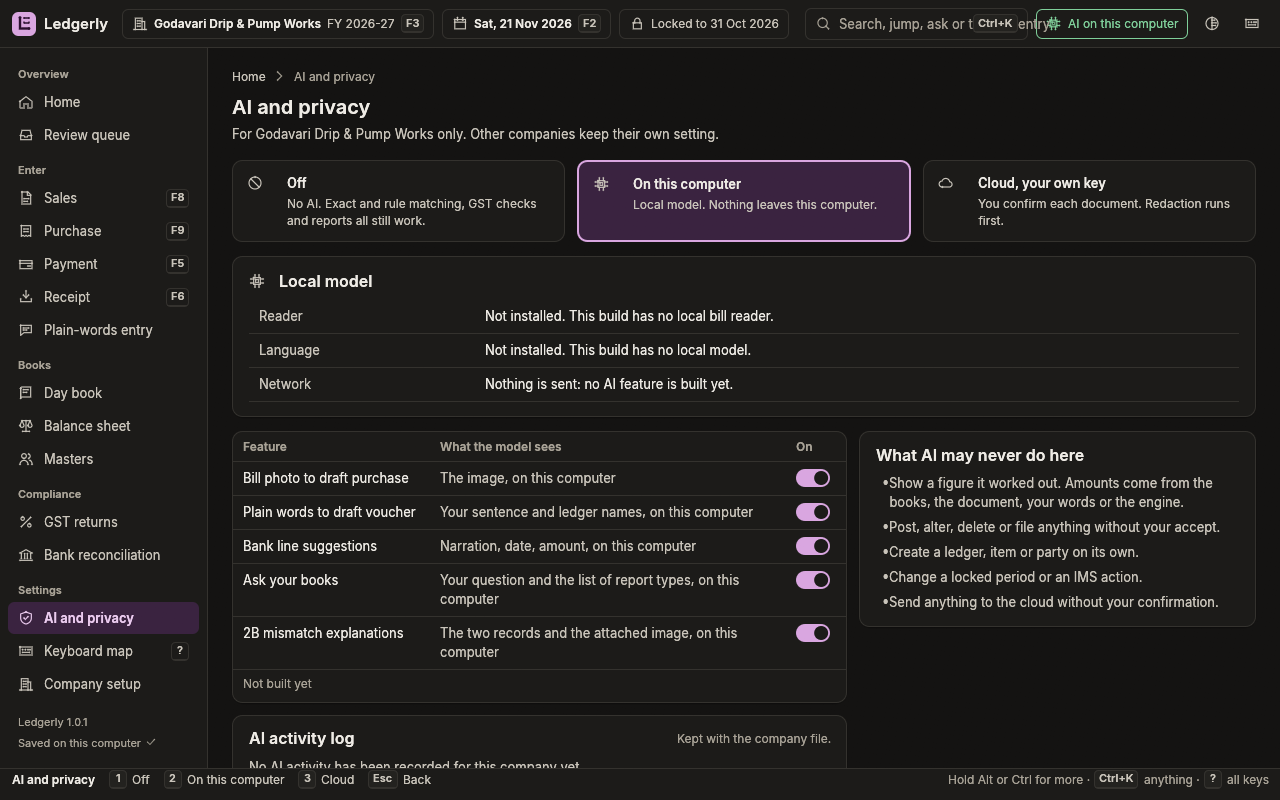 Ledgerly
Godavari Drip & Pump Works FY 2026-27 F3
Sat, 21 Nov 2026 F2
Locked to 31 Oct 2026
Search, jump, ask or t Ctrl+K entry
AI on this computer
Overview
Home
Review queue
Enter
Sales F8
Purchase F9
Payment F5
Receipt F6
Plain-words entry
Books
Day book
Balance sheet
Masters
Compliance
GST returns
Bank reconciliation
Settings
AI and privacy
Keyboard map ?
Company setup
Ledgerly 1.0.1
Saved on this computer
Home > AI and privacy
AI and privacy
For Godavari Drip & Pump Works only. Other companies keep their own setting.
Off
No AI. Exact and rule matching, GST checks
and reports all still work.
On this computer
Local model. Nothing leaves this computer.
Cloud, your own key
You confirm each document. Redaction runs
first.
Local model
Reader Not installed. This build has no local bill reader.
Language Not installed. This build has no local model.
Network Nothing is sent: no AI feature is built yet.
Feature What the model sees On
Bill photo to draft purchase The image, on this computer
Plain words to draft voucher Your sentence and ledger names, on this computer
Bank line suggestions Narration, date, amount, on this computer
Ask your books Your question and the list of report types, on this
computer
2B mismatch explanations The two records and the attached image, on this
computer
Not built yet
What AI may never do here
•Show a figure it worked out. Amounts come from the
books, the document, your words or the engine.
•Post, alter, delete or file anything without your accept.
•Create a ledger, item or party on its own.
•Change a locked period or an IMS action.
•Send anything to the cloud without your confirmation.
AI activity log Kept with the company file.
No AI activity has been recorded for this company yet.
AI and privacy 1 Off 2 On this computer 3 Cloud Esc Back
Hold Alt or Ctrl for more · Ctrl+K anything · ? all keys